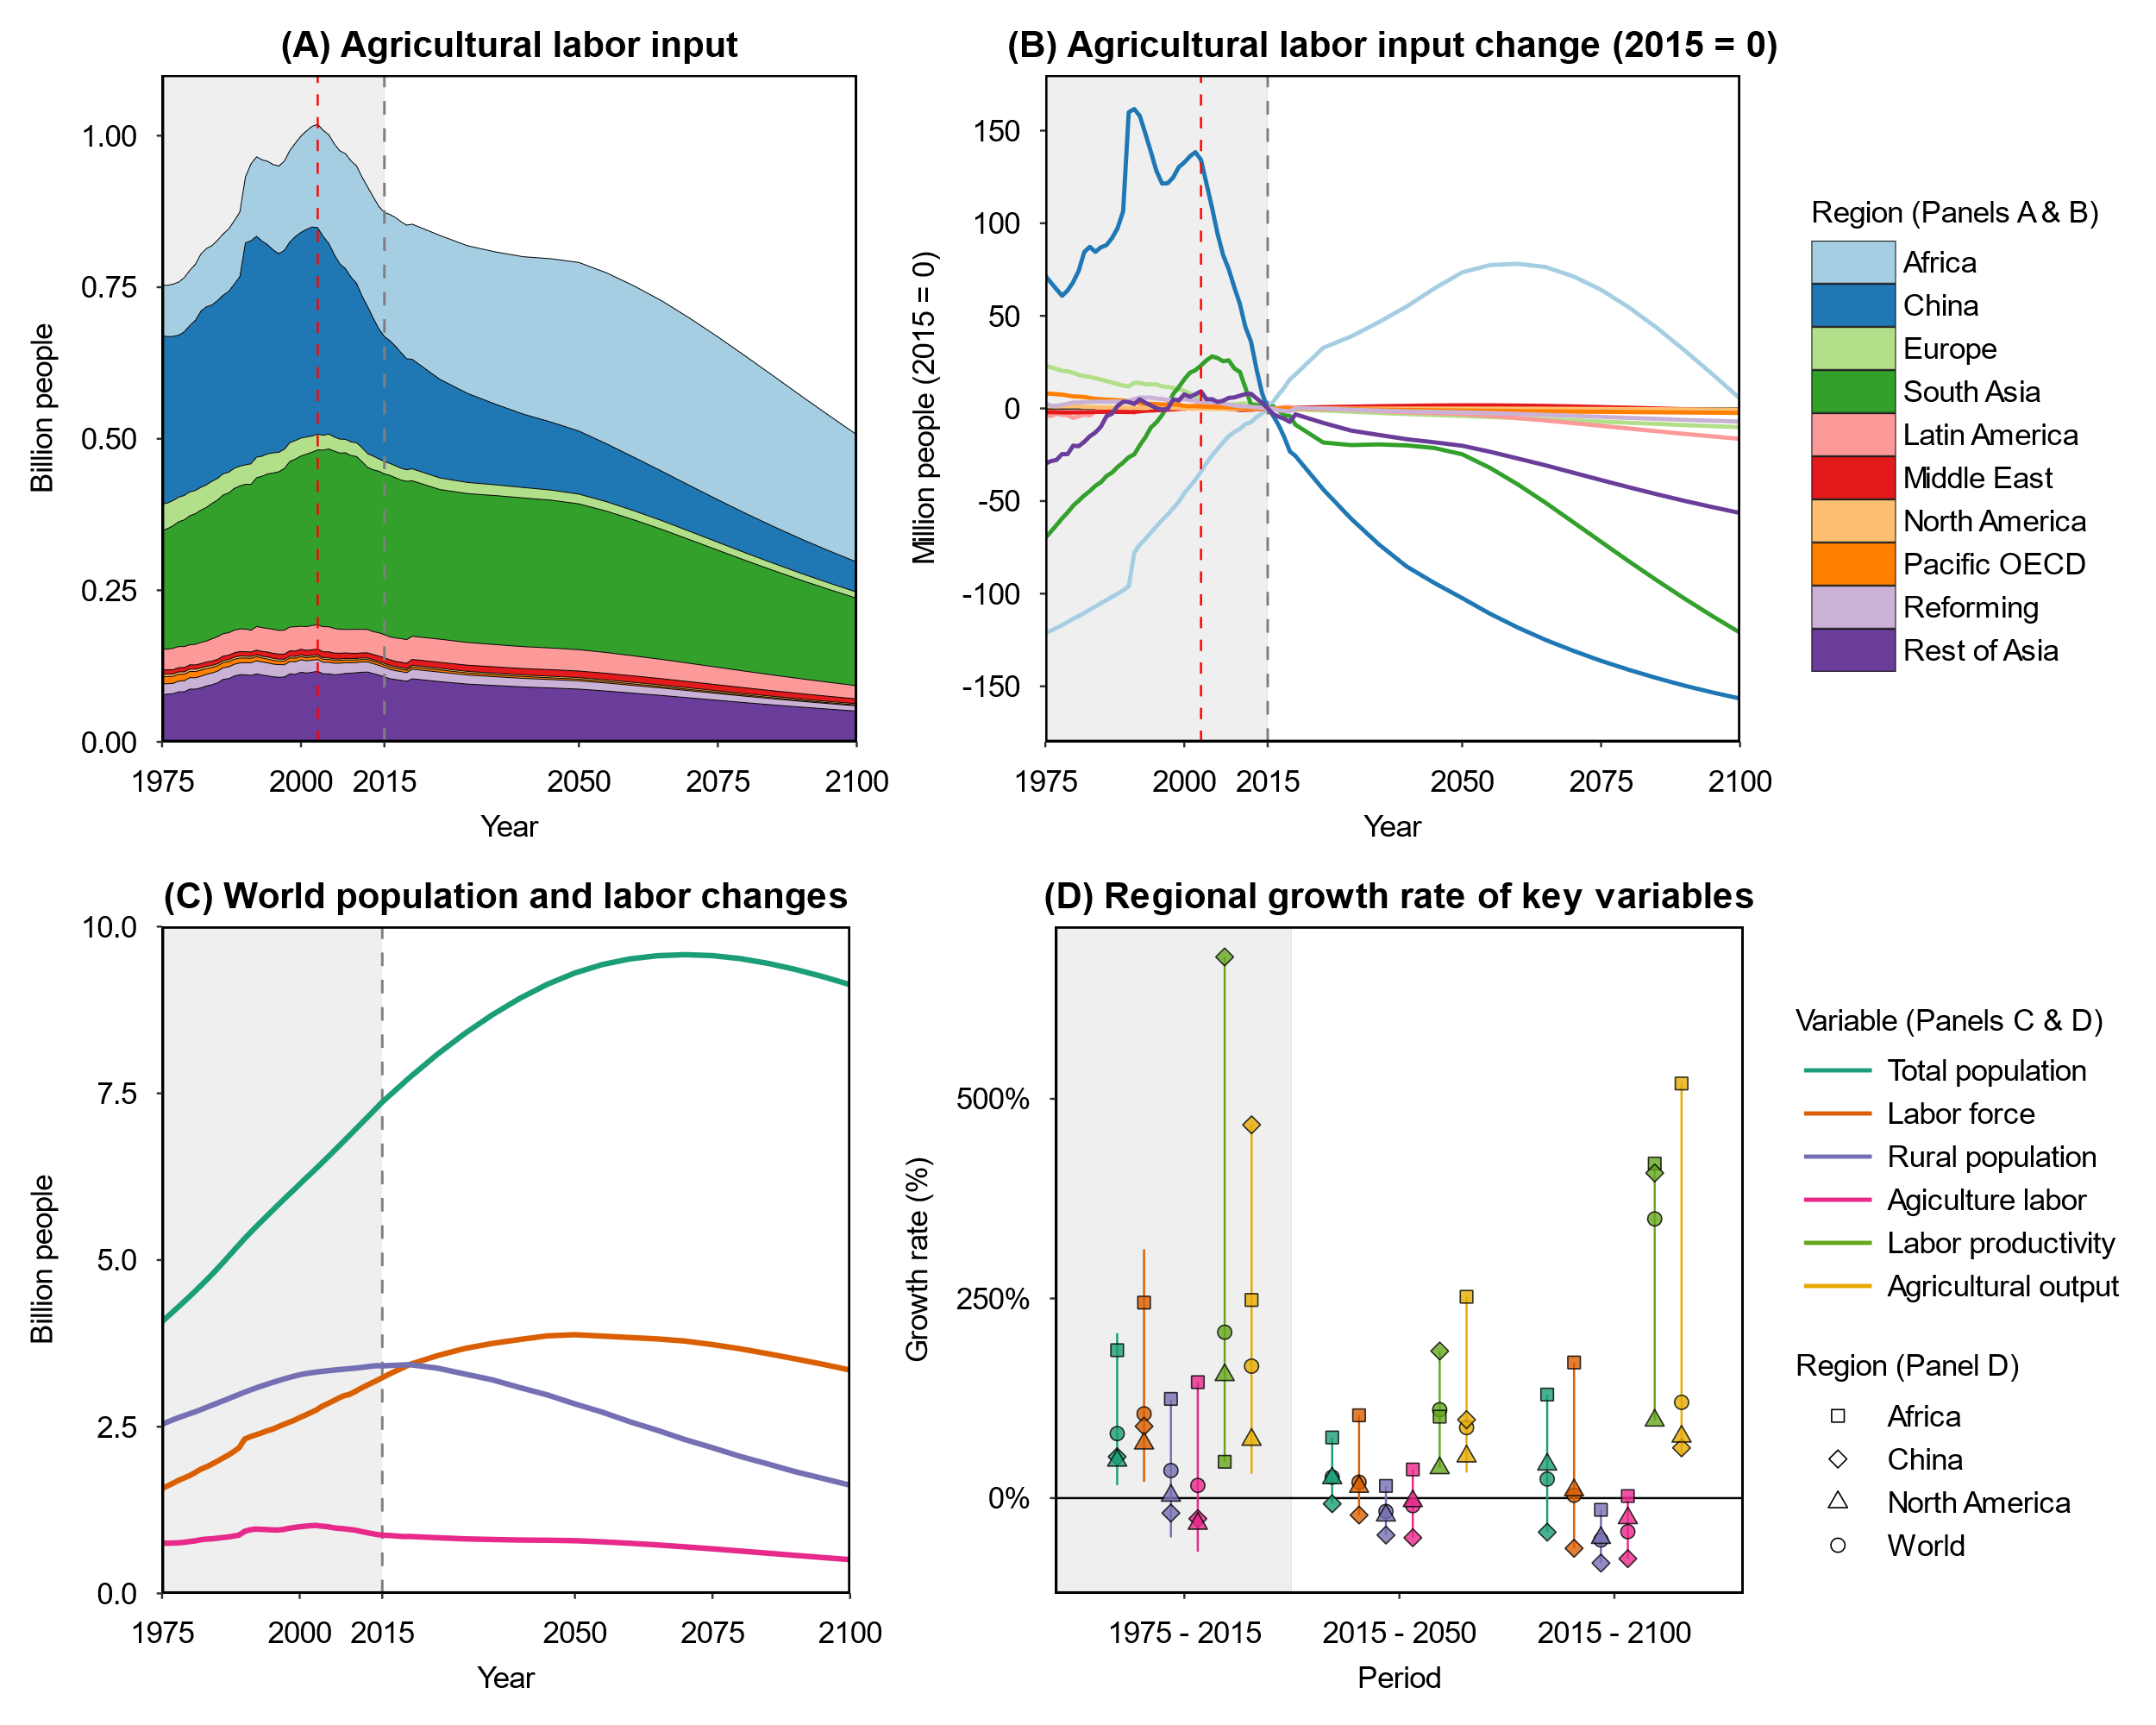 (A) Agricultural labor input
Billion people
1.00
0.75
0.50
0.25
0.00
1975 2000 2015 2050 2075 2100
Year
(B) Agricultural labor input change (2015 = 0)
Million people (2015 = 0)
150
100
50
0
-50
-100
-150
1975 2000 2015 2050 2075 2100
Year
Region (Panels A & B)
Africa
China
Europe
South Asia
Latin America
Middle East
North America
Pacific OECD
Reforming
Rest of Asia
(C) World population and labor changes
Billion people
10.0
7.5
5.0
2.5
0.0
1975 2000 2015 2050 2075 2100
Year
(D) Regional growth rate of key variables
Growth rate (%)
500%
250%
0%
1975 - 2015 2015 - 2050 2015 - 2100
Period
Variable (Panels C & D)
Total population
Labor force
Rural population
Agiculture labor
Labor productivity
Agricultural output
Region (Panel D)
Africa
China
North America
World